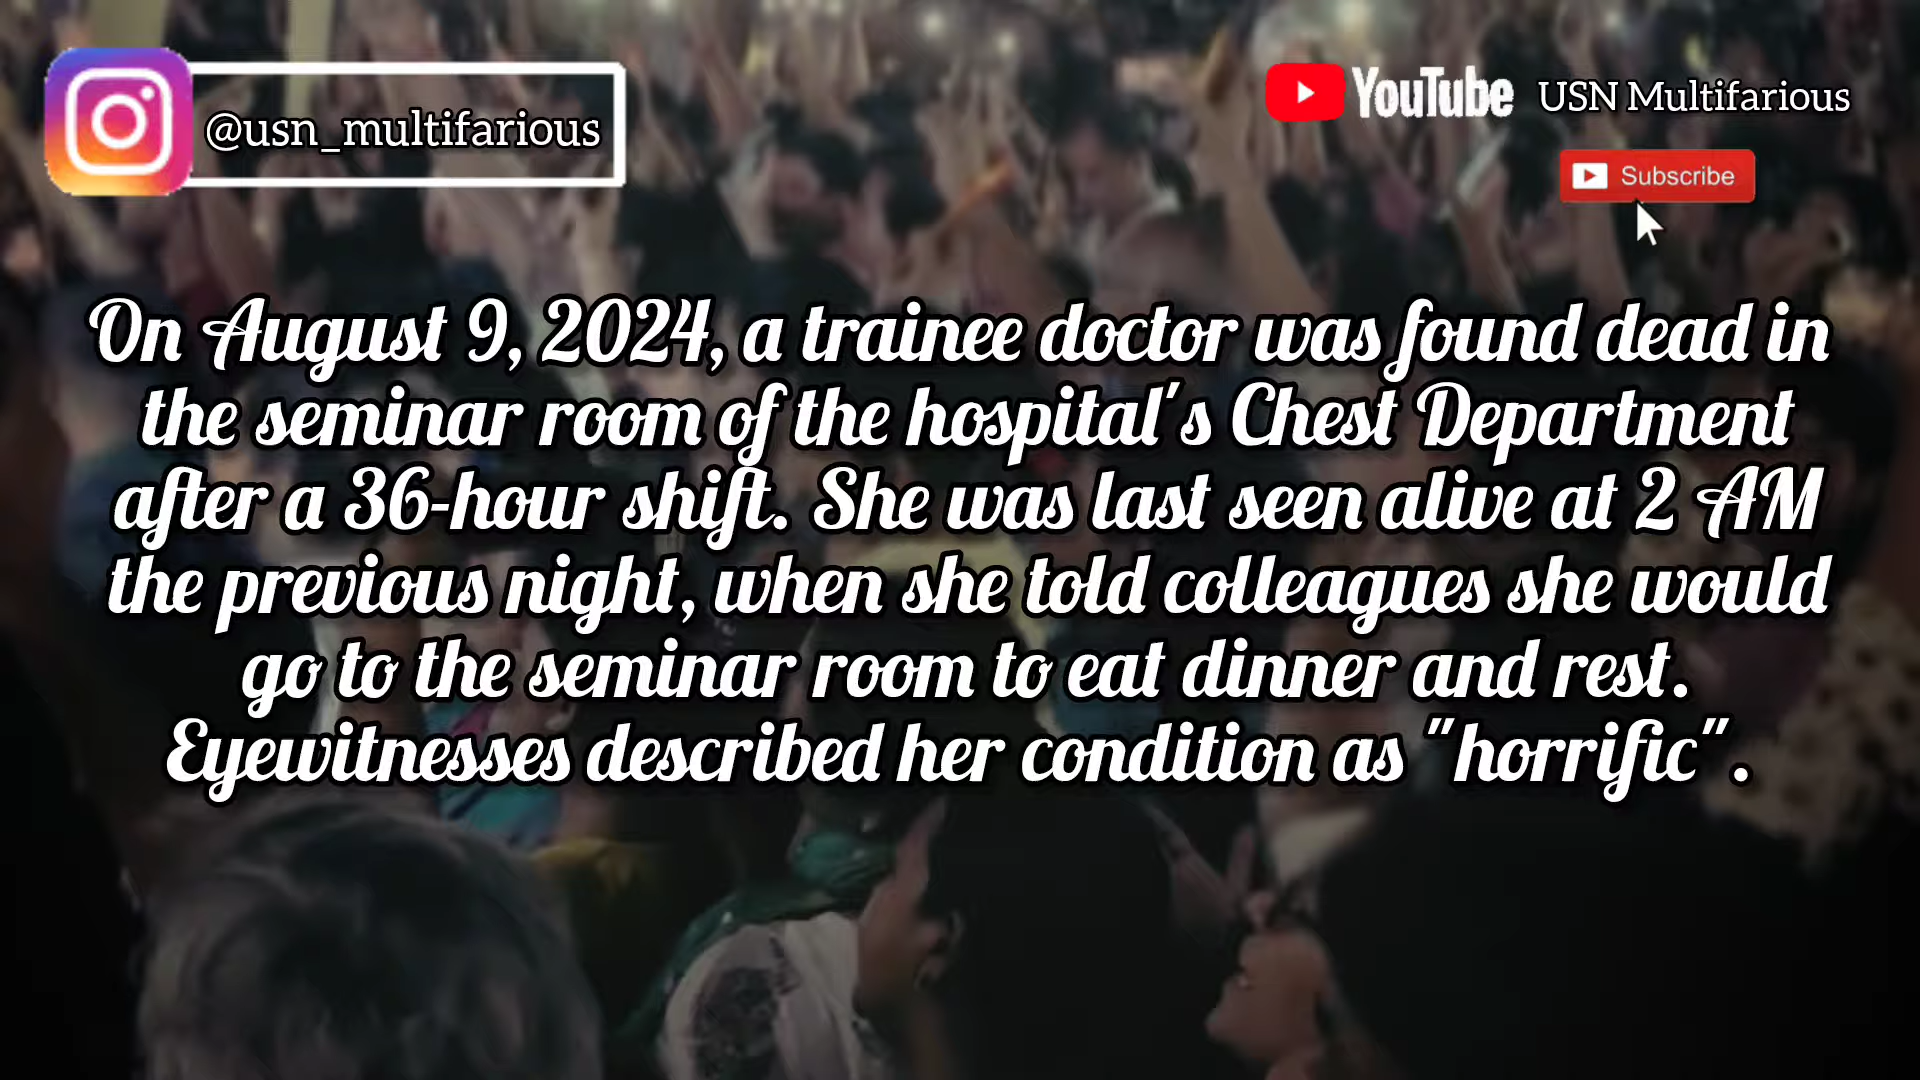 @usn_multifarious
YouTube USN Multifarious
Subscribe
On August 9, 2024, a trainee doctor was found dead in
the seminar room of the hospital's Chest Department
after a 36-hour shift. She was last seen alive at 2 AM
the previous night, when she told colleagues she would
go to the seminar room to eat dinner and rest.
Eyewitnesses described her condition as "horrific".